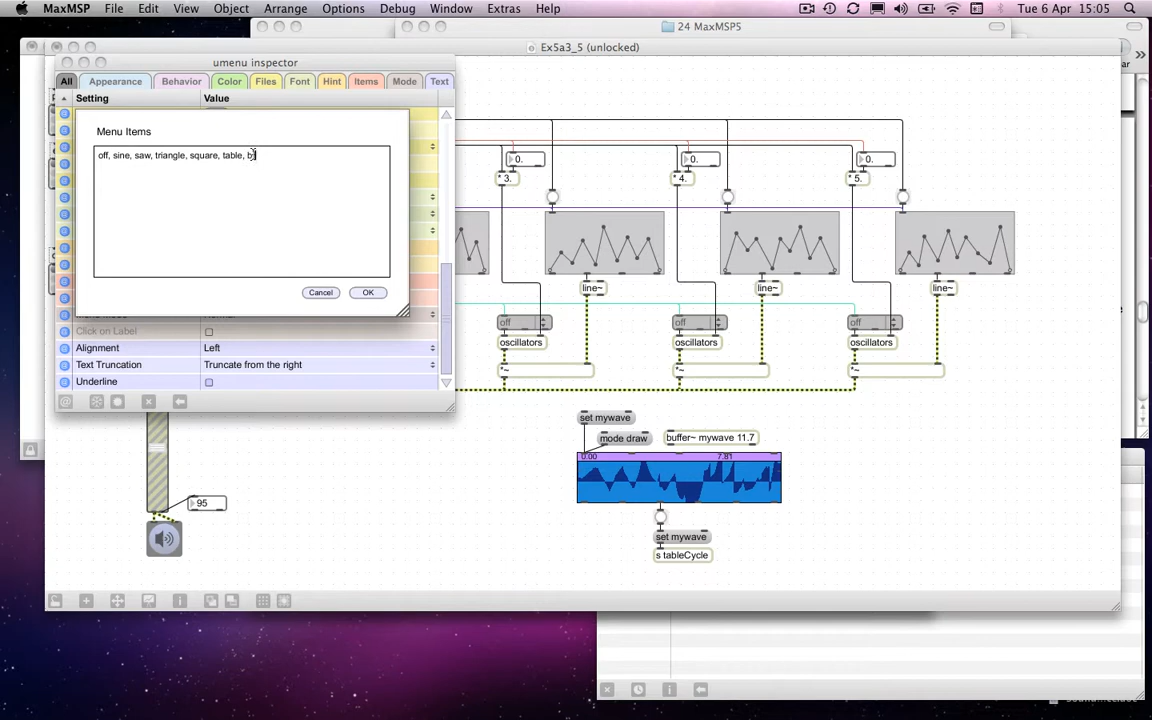 MaxMSP File Edit View Object Arrange Options Debug Window Extras Help
Tue 6 Apr 15:05
24 MaxMSP5
Ex5a3_5 (unlocked)
umenu inspector
All Appearance Behavior Color Files Font Hint Items Mode Text
Setting Value
Menu Items
off, sine, saw, triangle, square, table, b
Cancel OK
Click on Label
Alignment Left
Text Truncation Truncate from the right
Underline
0. 0. 0.
* 3. * 4. * 5.
line~ line~ line~
off off off
oscillators oscillators oscillators
*~ *~ *~
set mywave
mode draw buffer~ mywave 11.7
0.00 7.81
95
set mywave
s tableCycle